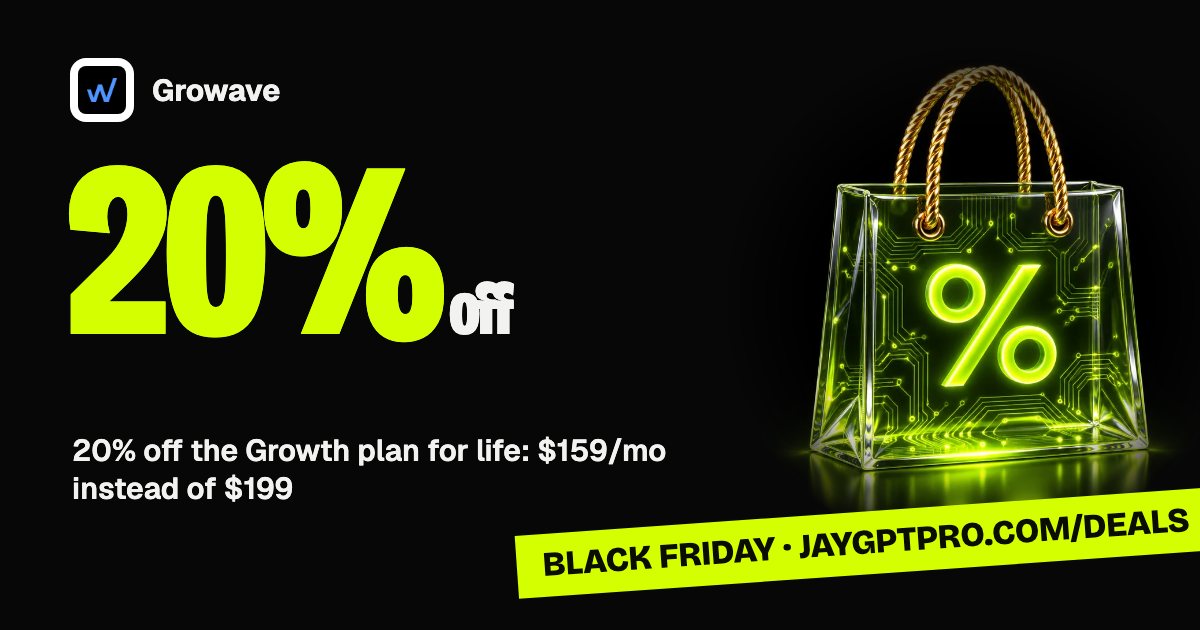 Growave
20% off
20% off the Growth plan for life: $159/mo
instead of $199
%
BLACK FRIDAY · JAYGPTPRO.COM/DEALS